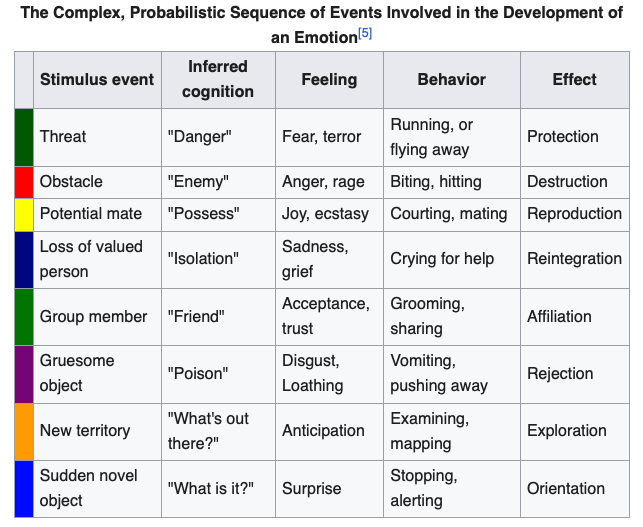 The Complex, Probabilistic Sequence of Events Involved in the Development of
an Emotion[5]
Stimulus event Inferred cognition Feeling Behavior Effect
Threat "Danger" Fear, terror Running, or flying away Protection
Obstacle "Enemy" Anger, rage Biting, hitting Destruction
Potential mate "Possess" Joy, ecstasy Courting, mating Reproduction
Loss of valued person "Isolation" Sadness, grief Crying for help Reintegration
Group member "Friend" Acceptance, trust Grooming, sharing Affiliation
Gruesome object "Poison" Disgust, Loathing Vomiting, pushing away Rejection
New territory "What's out there?" Anticipation Examining, mapping Exploration
Sudden novel object "What is it?" Surprise Stopping, alerting Orientation